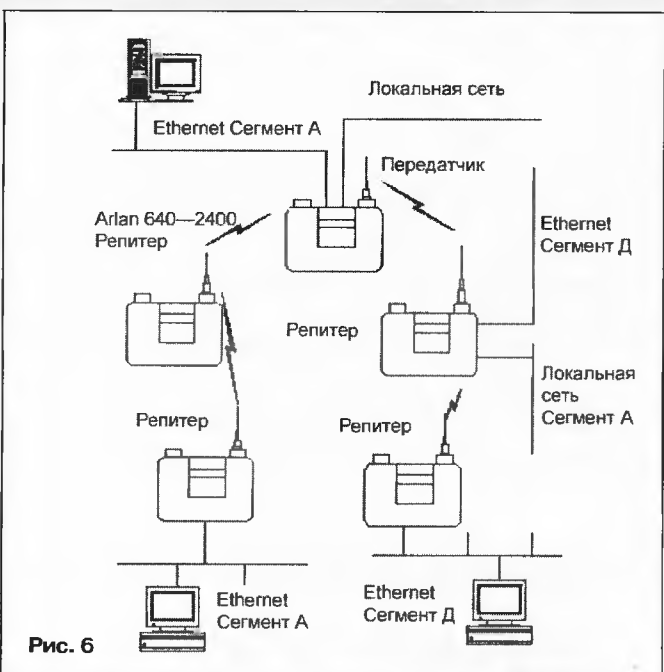 Локальная сеть
Ethernet Сегмент А
Передатчик
Arlan 640—2400
Репитер
Ethernet
Сегмент Д
Репитер
Локальная
сеть
Сегмент А
Репитер
Репитер
Ethernet
Сегмент А
Ethernet
Сегмент Д
Рис. 6